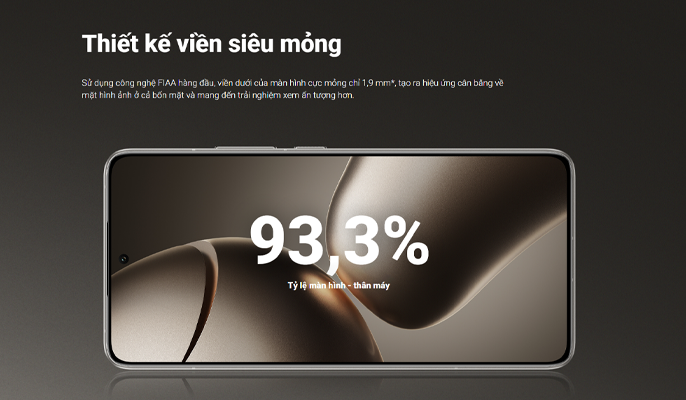 Thiết kế viền siêu mỏng
Sử dụng công nghệ FIAA hàng đầu, viền dưới của màn hình cực mỏng chỉ 1,9 mm*, tạo ra hiệu ứng cân bằng về
mặt hình ảnh ở cả bốn mặt và mang đến trải nghiệm xem ấn tượng hơn.
93,3%
Tỷ lệ màn hình - thân máy